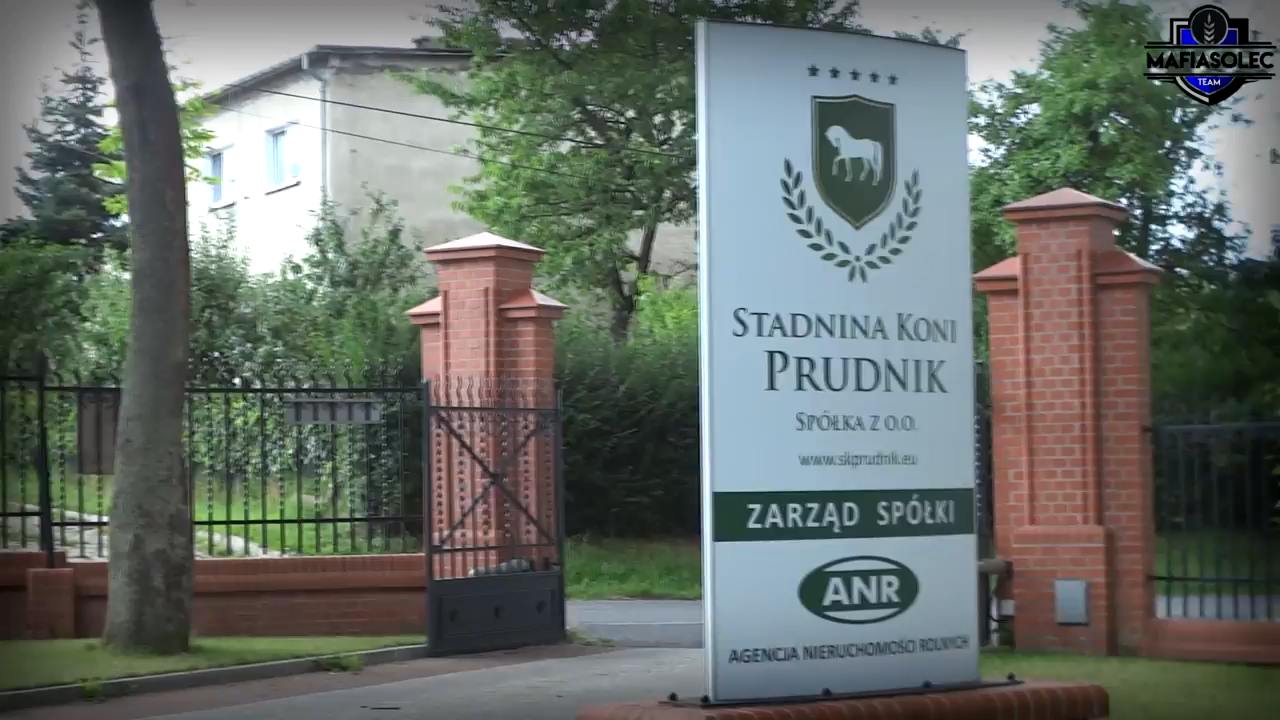 MAFIASOLEC
TEAM
STADNINA KONI
PRUDNIK
SPÓŁKA Z O.O.
www.skprudnik.eu
ZARZĄD SPÓŁKI
ANR
AGENCJA NIERUCHOMOŚCI ROLNYCH